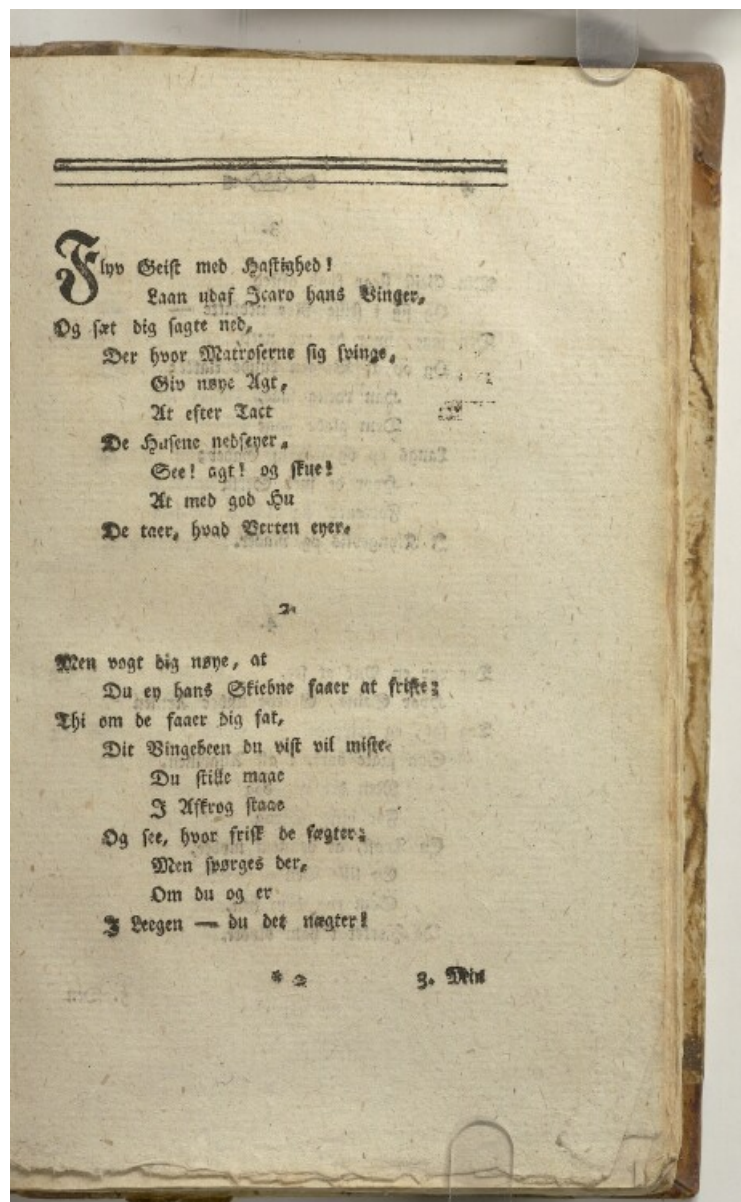 Flyv Geist med Hastighed!
Laan udaf Icaro hans Vinger,
Og sæt dig sagte ned,
Der hvor Matroserne sig svinge,
Giv nøye Agt,
At efter Tact
De Husene nedseyer,
See! agt! og skue!
At med god Hu
De taer, hvad Verten eyer.
2.
Men vogt dig nøye, at
Du ey hans Skiebne faaer at friste;
Thi om de faaer dig fat,
Dit Vingebeen du vist vil miste.
Du stille maae
I Afkrog staae
Og see, hvor frisk de fægter;
Men spørges der,
Om du og er
I Leegen — du det nægter!
* 2 3. Min